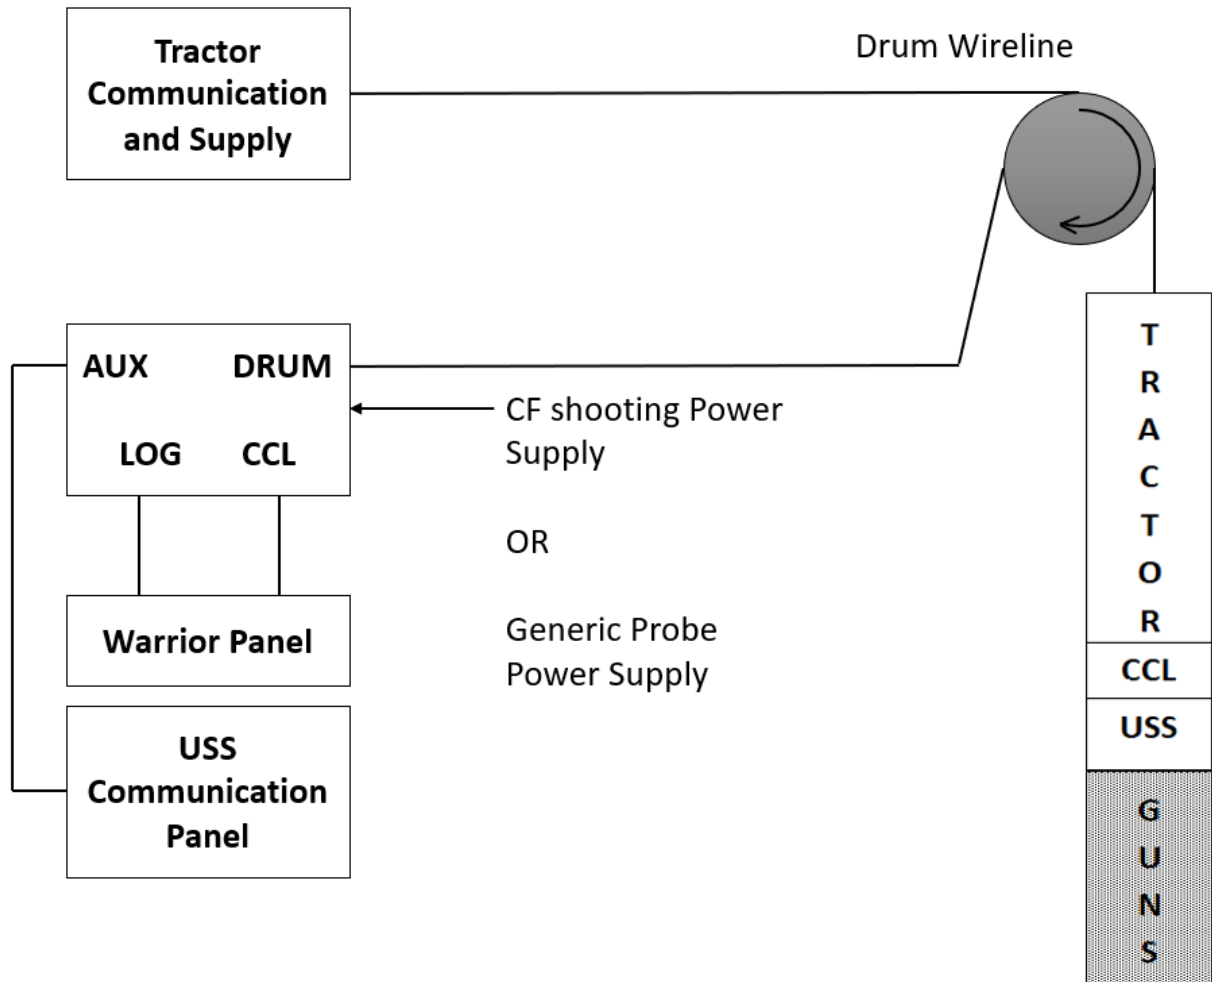 Tractor
Communication
and Supply
Drum Wireline
AUX DRUM
LOG CCL
CF shooting Power
Supply
OR
Generic Probe
Power Supply
Warrior Panel
USS
Communication
Panel
T
R
A
C
T
O
R
CCL
USS
G
U
N
S